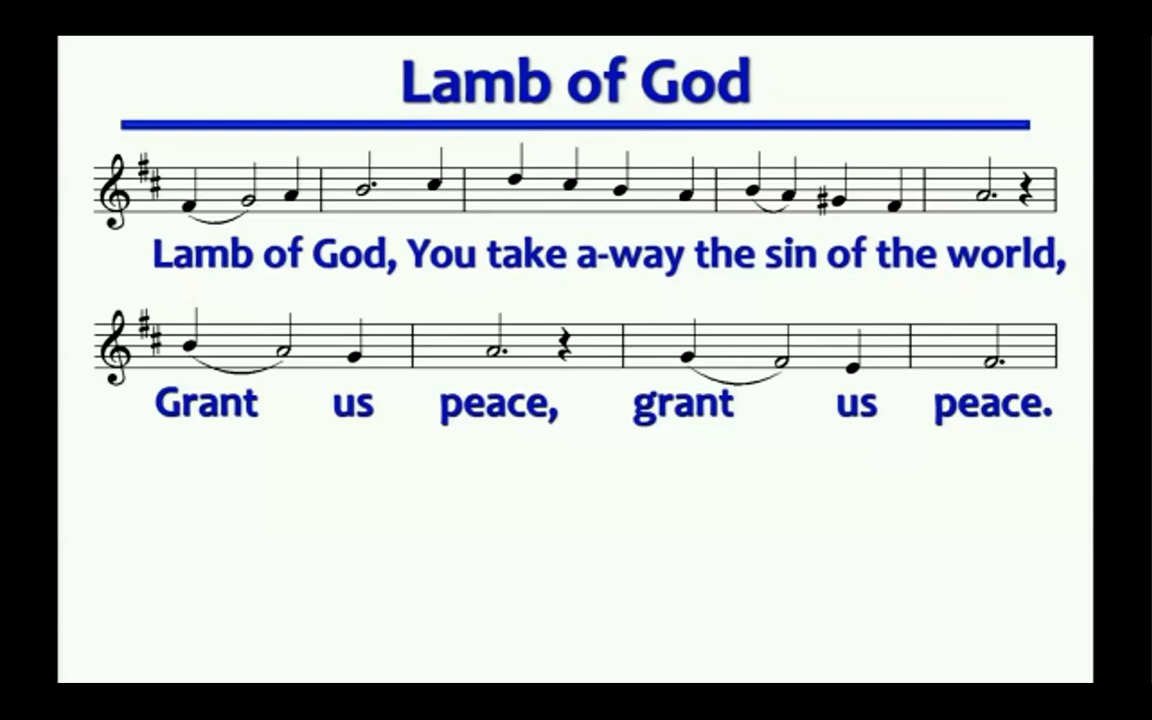 Lamb of God
Lamb of God, You take a-way the sin of the world,
Grant us peace, grant us peace.